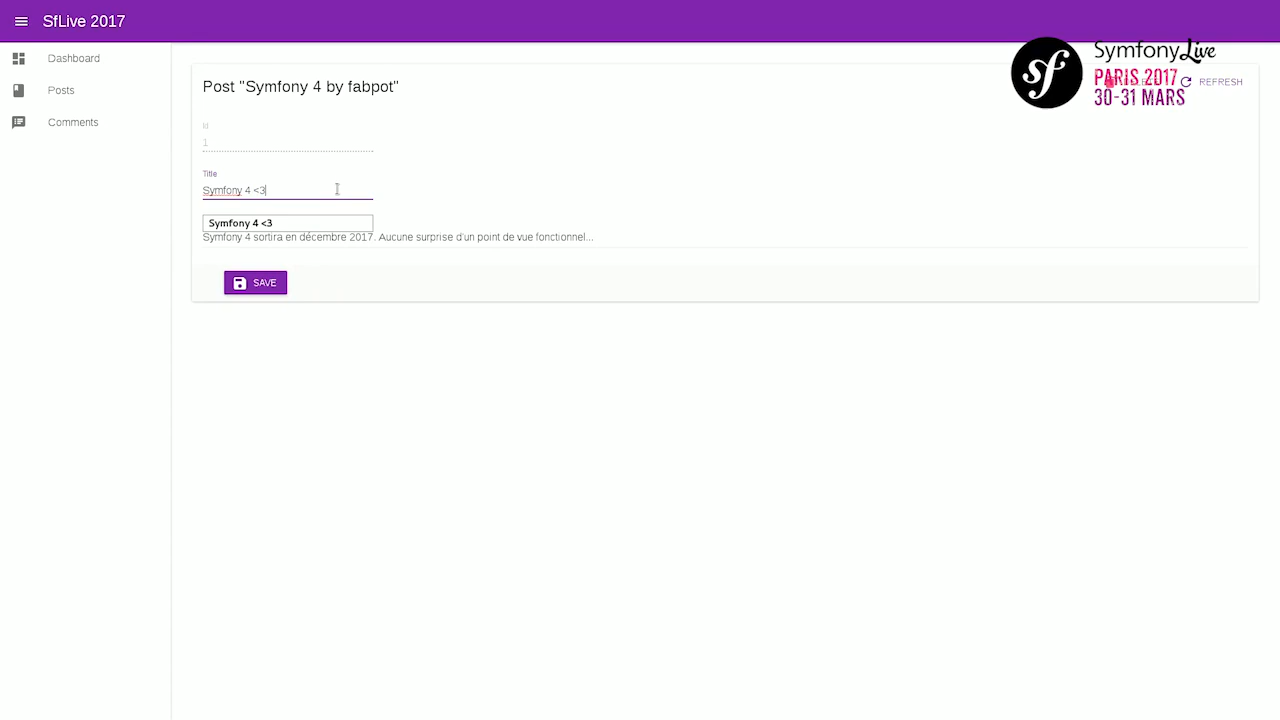 SfLive 2017
Dashboard
Posts
Comments
Post "Symfony 4 by fabpot"
SymfonyLive
PARIS 2017
30-31 MARS
REFRESH
Id
1
Title
Symfony 4 <3
Symfony 4 <3
Symfony 4 sortira en décembre 2017. Aucune surprise d'un point de vue fonctionnel...
SAVE